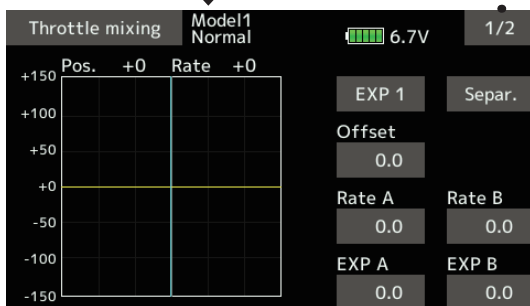 Throttle mixing Model1 1/2
Normal 6.7V
Pos. +0 Rate +0
+150
+100 EXP 1 Separ.
+50 Offset
0.0
+0 Rate A Rate B
-50 0.0 0.0
-100 EXP A EXP B
-150 0.0 0.0